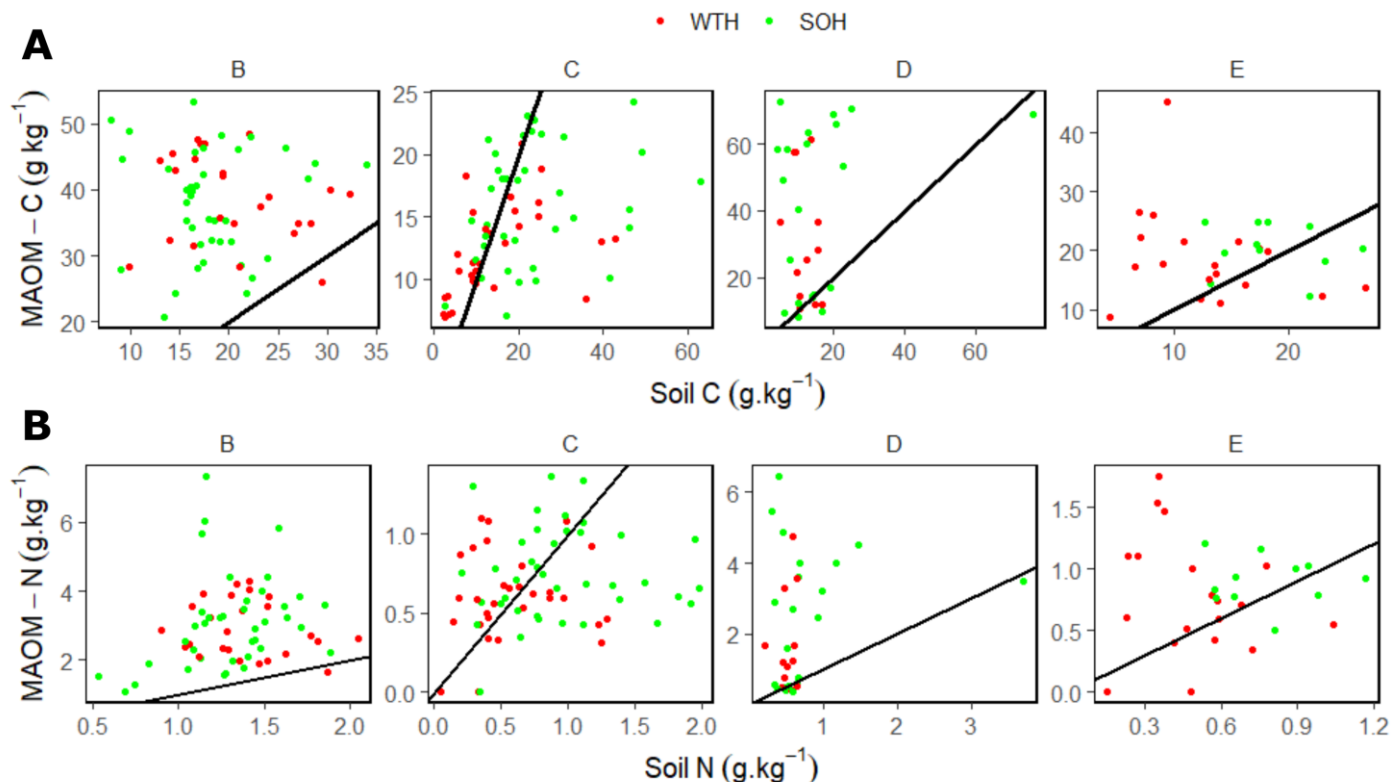 WTH SOH
A
B C D E
MAOM – C (g kg⁻¹)
50
40
30
20
10 15 20 25 30 35
25
20
15
10
0 20 40 60
60
40
20
20 40 60
40
30
20
10
10 20
Soil C (g.kg⁻¹)
B
B C D E
MAOM – N (g.kg⁻¹)
6
4
2
0.5 1.0 1.5 2.0
1.0
0.5
0.0
0.0 0.5 1.0 1.5 2.0
6
4
2
1 2 3
1.5
1.0
0.5
0.0
0.3 0.6 0.9 1.2
Soil N (g.kg⁻¹)